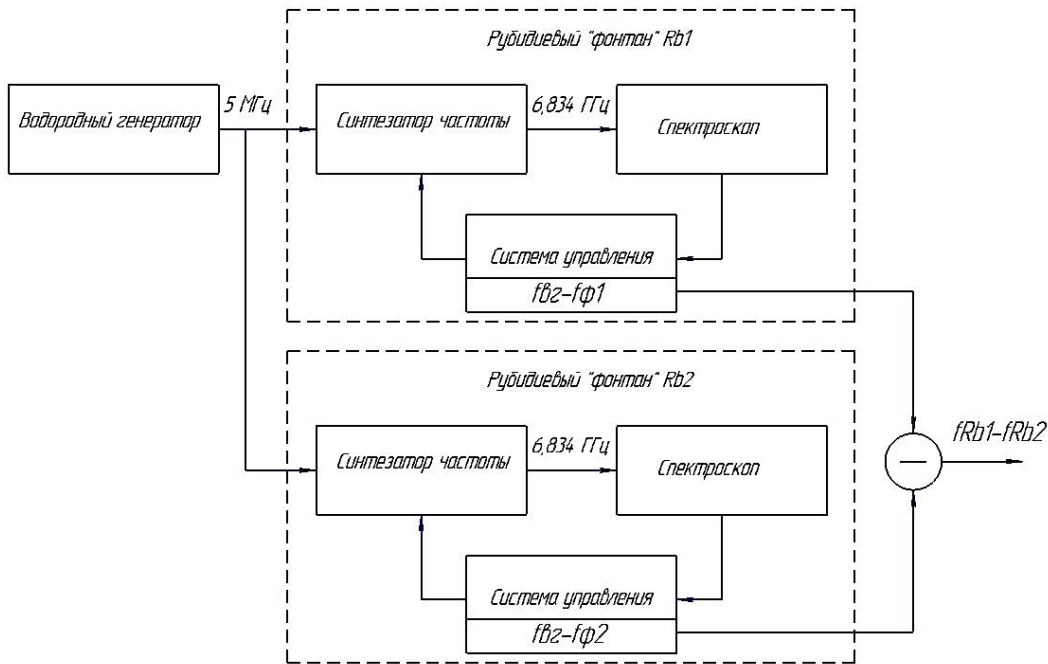 Рубидиевый "фонтан" Rb1
Водородный генератор
5 МГц
Синтезатор частоты
6,834 ГГц
Спектроскоп
Система управления
fвг-fф1
Рубидиевый "фонтан" Rb2
Синтезатор частоты
6,834 ГГц
Спектроскоп
Система управления
fвг-fф2
fRb1-fRb2